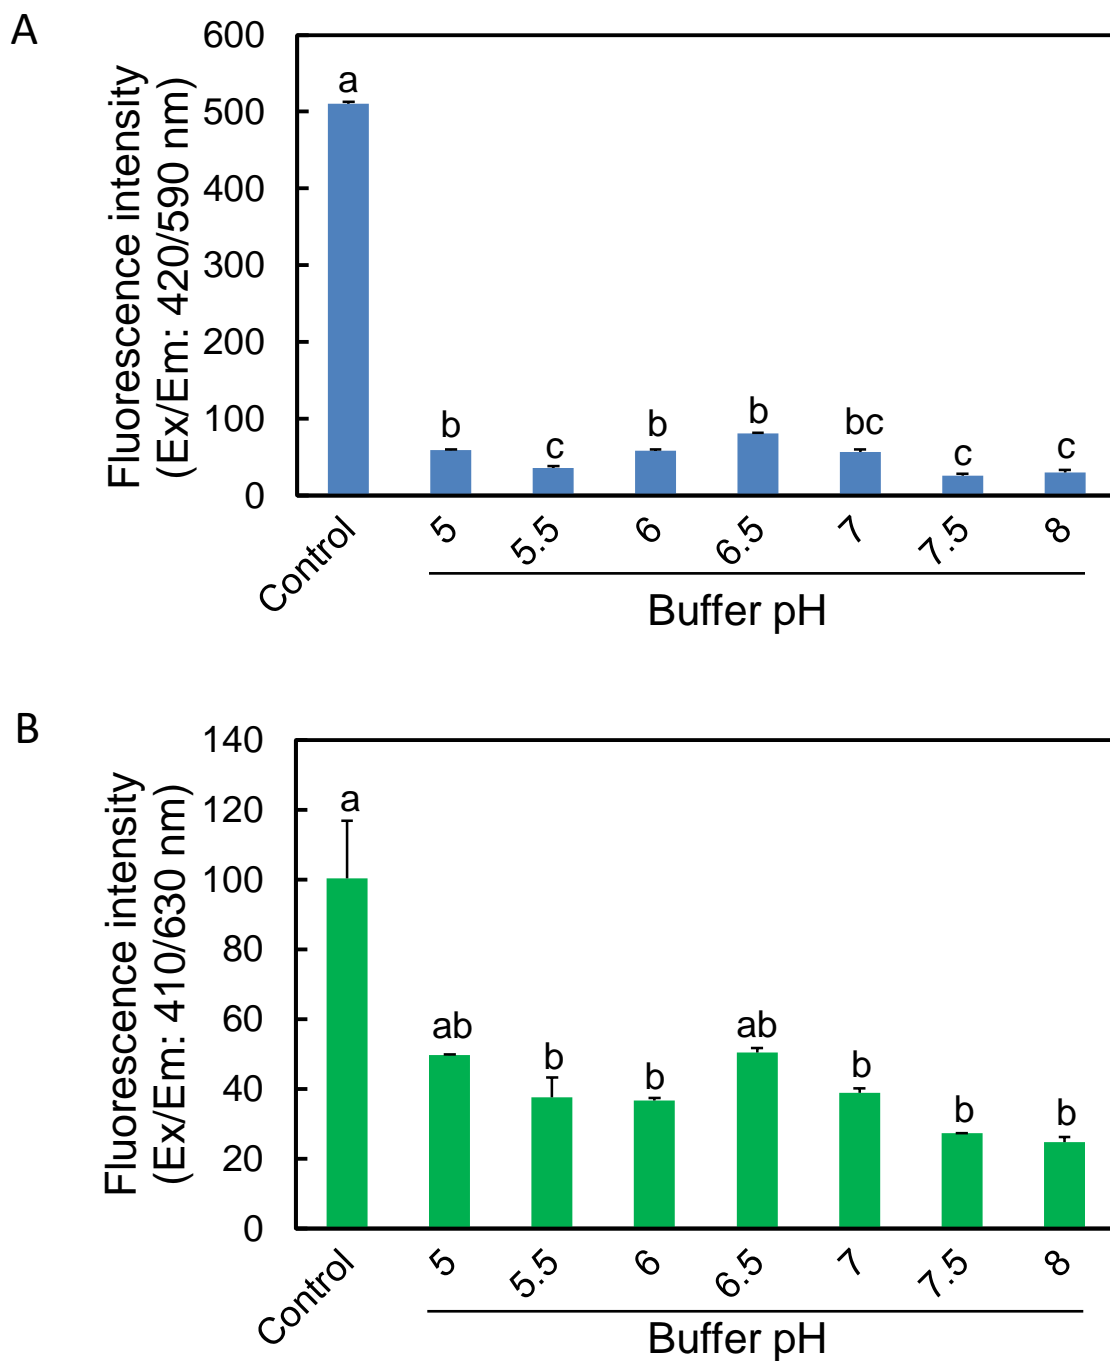 A
Fluorescence intensity
(Ex/Em: 420/590 nm)
600
500
400
300
200
100
0
a
b
c
b
b
bc
c
c
Control
5
5.5
6
6.5
7
7.5
8
Buffer pH
B
Fluorescence intensity
(Ex/Em: 410/630 nm)
140
120
100
80
60
40
20
0
a
ab
b
b
ab
b
b
b
Control
5
5.5
6
6.5
7
7.5
8
Buffer pH